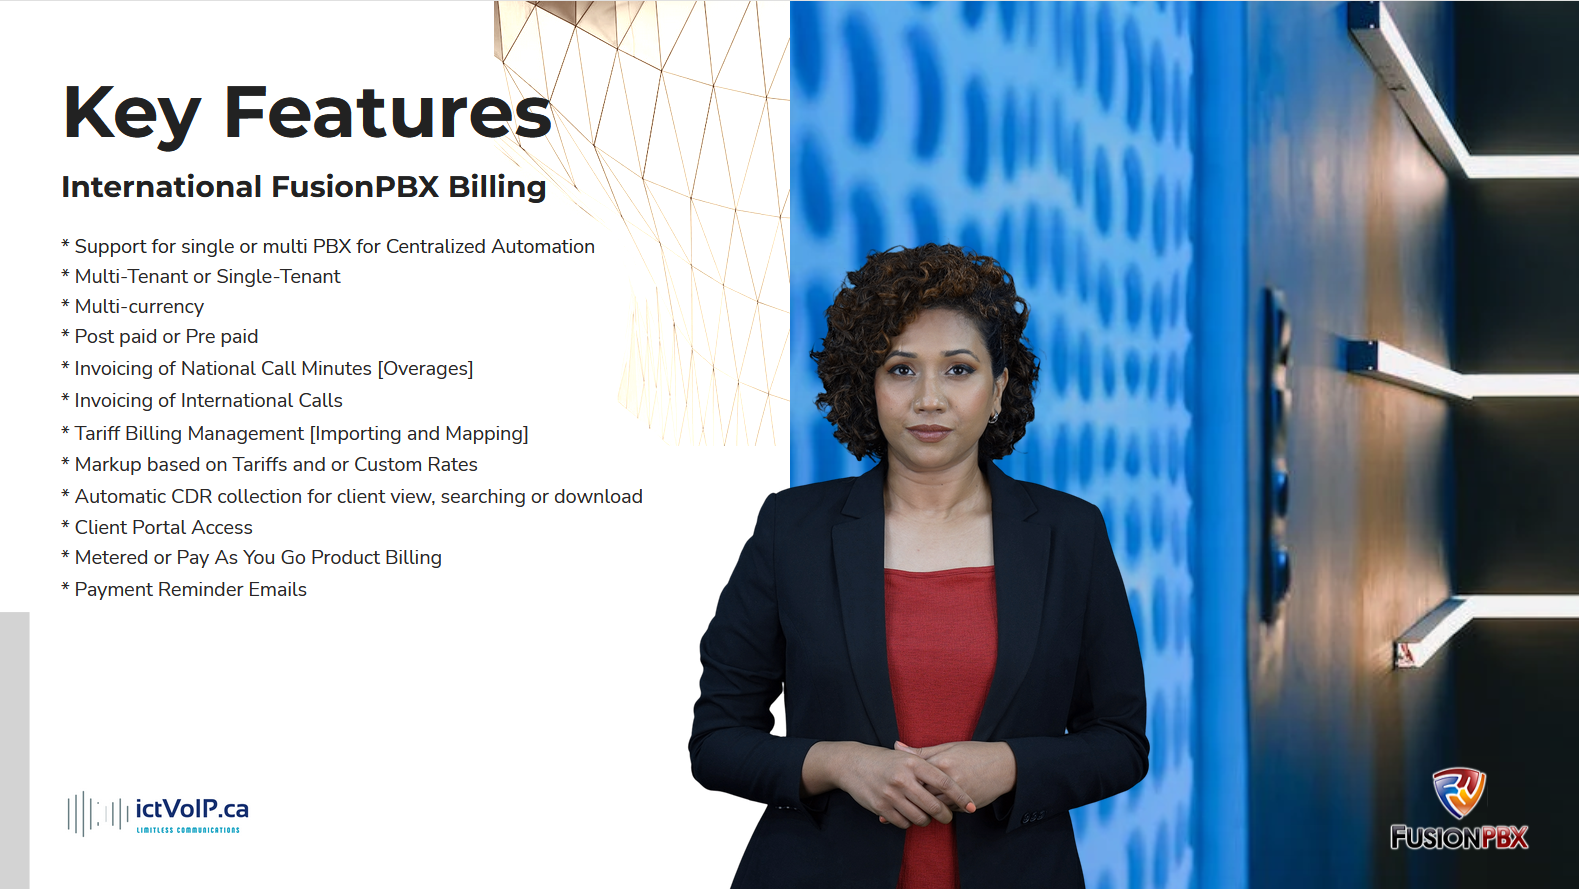 Key Features
International FusionPBX Billing
* Support for single or multi PBX for Centralized Automation
* Multi-Tenant or Single-Tenant
* Multi-currency
* Post paid or Pre paid
* Invoicing of National Call Minutes [Overages]
* Invoicing of International Calls
* Tariff Billing Management [Importing and Mapping]
* Markup based on Tariffs and or Custom Rates
* Automatic CDR collection for client view, searching or download
* Client Portal Access
* Metered or Pay As You Go Product Billing
* Payment Reminder Emails
ictVoIP.ca
LIMITLESS COMMUNICATIONS
FUSIONPBX